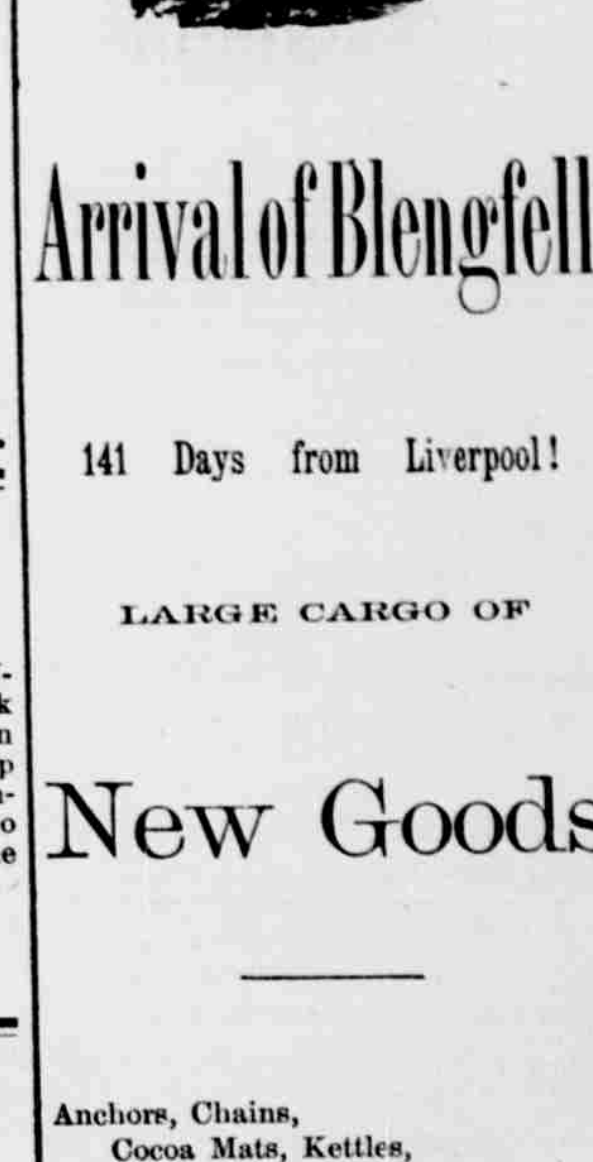 Arrival of Blengfell
141 Days from Liverpool!
LARGE CARGO OF
New Goods
Anchors, Chains,
Cocoa Mats, Kettles,